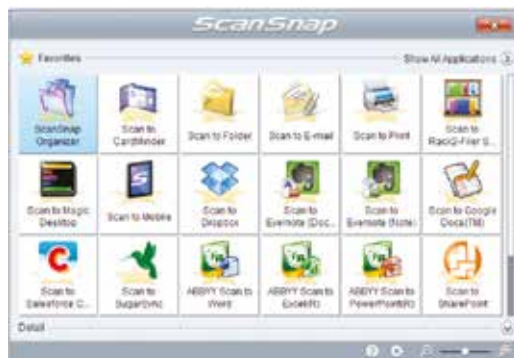 ScanSnap
Favorites
Show All Applications
ScanSnap Organizer
Scan to CardMinder
Scan to Folder
Scan to E-mail
Scan to Print
Scan to Rack2-Filer S...
Scan to Magic Desktop
Scan to Mobile
Scan to Dropbox
Scan to Evernote (Doc...
Scan to Evernote (Note)
Scan to Google Docs(TM)
Scan to Salesforce C...
Scan to SugarSync
ABBYY Scan to Word
ABBYY Scan to Excel(R)
ABBYY Scan to PowerPoint(R)
Scan to SharePoint
Detail